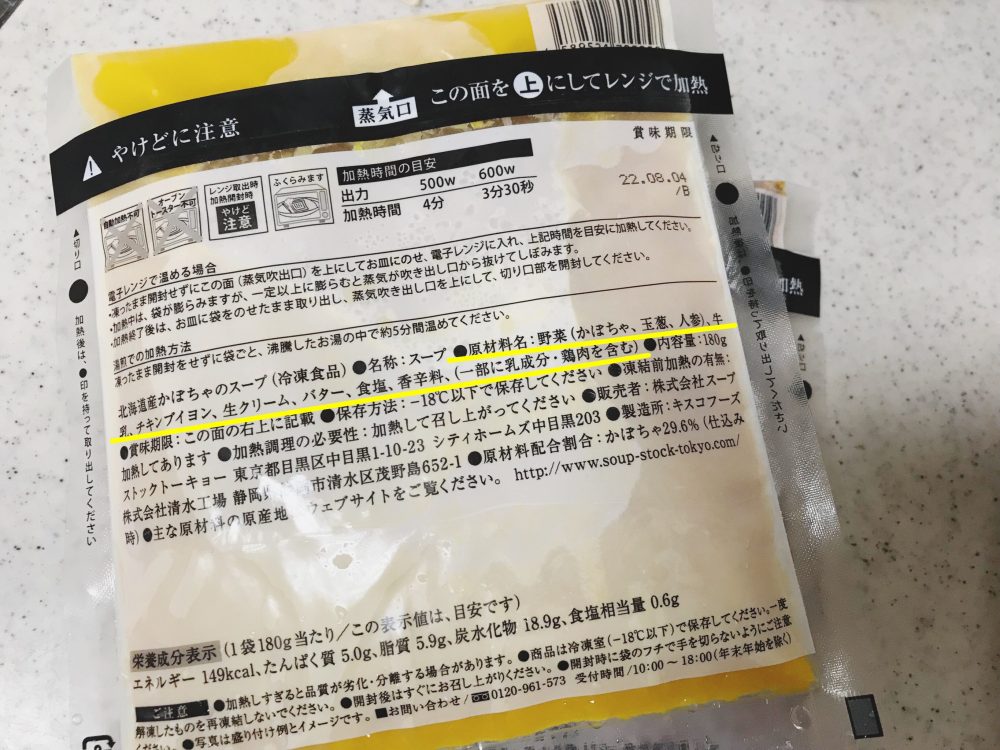 やけどに注意
蒸気口
この面を上にしてレンジで加熱
賞味期限
22.08.04
/B
自動加熱不可
オーブン
トースター不可
レンジ取出時
加熱開封時
やけど
注意
ふくらみます
加熱時間の目安
出力 500w 600w
加熱時間 4分 3分30秒
▲切り口
加熱後は、●印を持って取り出してください
電子レンジで温める場合
・凍ったまま開封せずにこの面(蒸気吹出口)を上にしてお皿にのせ、電子レンジに入れ、上記時間を目安に加熱してください。
・加熱中は、袋が膨らみますが、一定以上に膨らむと蒸気が吹き出し口から抜けてしぼみます。
・加熱終了後は、お皿に袋をのせたまま取り出し、蒸気吹き出し口を上にして、切り口部を開封してください。
湯煎での加熱方法
凍ったまま開封をせずに袋ごと、沸騰したお湯の中で約5分間温めてください。
北海道産かぼちゃのスープ(冷凍食品) ●名称:スープ ●原材料名:野菜(かぼちゃ、玉葱、人参)、牛
乳、チキンブイヨン、生クリーム、バター、食塩、香辛料、(一部に乳成分・鶏肉を含む) ●内容量:180g
●賞味期限:この面の右上に記載 ●保存方法:-18℃以下で保存してください ●凍結前加熱の有無:
加熱してあります ●加熱調理の必要性:加熱して召し上がってください ●販売者:株式会社スープ
ストックトーキョー 東京都目黒区中目黒1-10-23 シティホームズ中目黒203 ●製造所:キスコフーズ
株式会社清水工場 静岡 市清水区茂野島652-1 ●原材料配合割合:かぼちゃ29.6%(仕込み
時) ●主な原材料の原産地 ウェブサイトをご覧ください。 http://www.soup-stock-tokyo.com/
栄養成分表示 (1袋180g当たり/この表示値は、目安です)
エネルギー 149kcal、たんぱく質 5.0g、脂質 5.9g、炭水化物 18.9g、食塩相当量 0.6g
ご注意 ●加熱しすぎると品質が劣化・分離する場合があります。 ●商品は冷凍室(-18℃以下)で保存してください。一度
解凍したものを再凍結しないでください。 ●開封後はすぐにお召し上がりください。 ●開封時に袋のフチで手を切らないようにご注意
ください。 ●写真は盛り付け例とイメージです。 ■お問い合わせ/0120-961-573 受付時間/10:00~18:00(年末年始を除く)
加熱